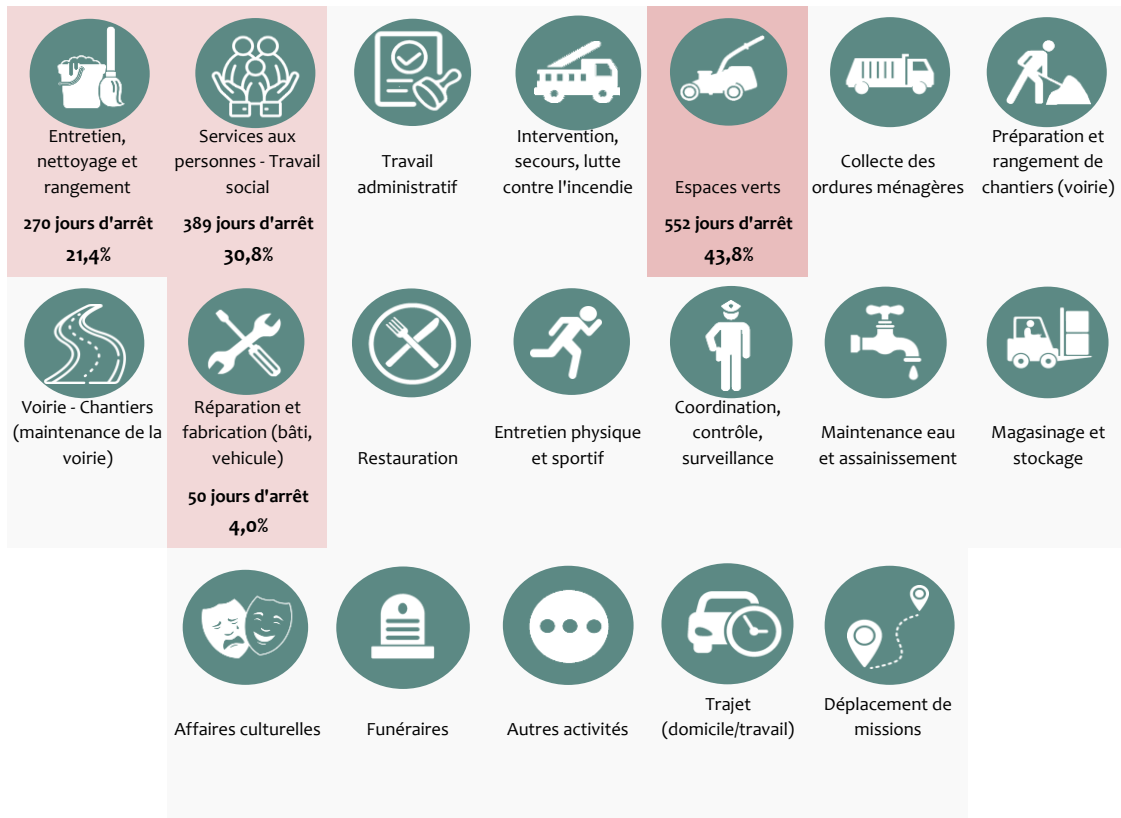 Entretien,
nettoyage et
rangement
270 jours d'arrêt
21,4%
Services aux
personnes - Travail
social
389 jours d'arrêt
30,8%
Travail
administratif
Intervention,
secours, lutte
contre l'incendie
Espaces verts
552 jours d'arrêt
43,8%
Collecte des
ordures ménagères
Préparation et
rangement de
chantiers (voirie)
Voirie - Chantiers
(maintenance de la
voirie)
Réparation et
fabrication (bâti,
vehicule)
50 jours d'arrêt
4,0%
Restauration
Entretien physique
et sportif
Coordination,
contrôle,
surveillance
Maintenance eau
et assainissement
Magasinage et
stockage
Affaires culturelles
Funéraires
Autres activités
Trajet
(domicile/travail)
Déplacement de
missions